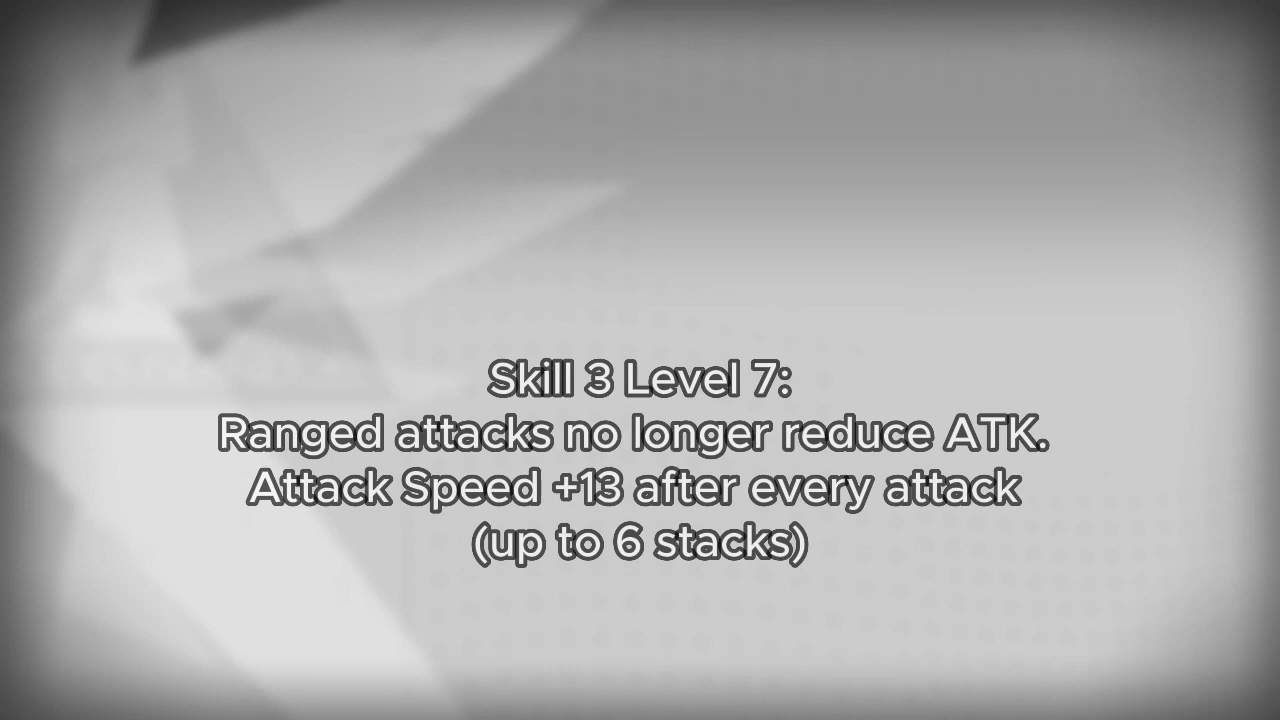 Skill 3 Level 7:
Ranged attacks no longer reduce ATK.
Attack Speed +13 after every attack
(up to 6 stacks)